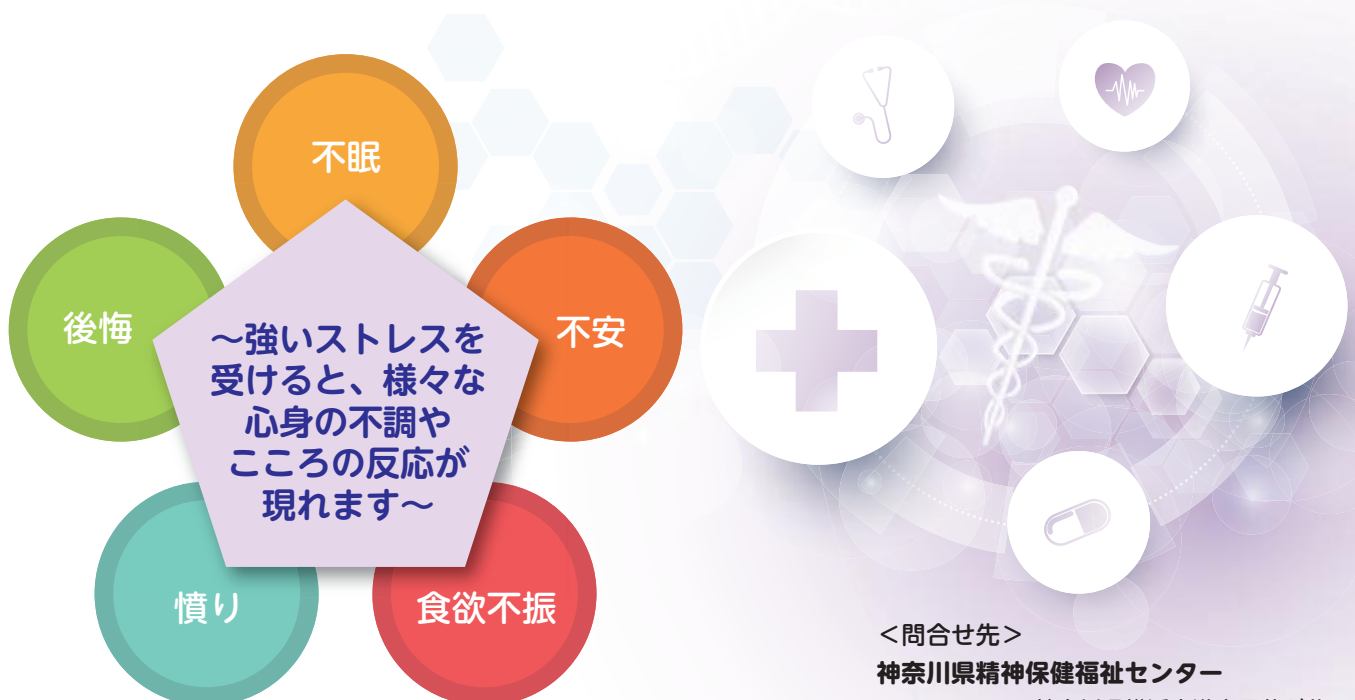 不眠
後悔
不安
～強いストレスを
受けると、様々な
心身の不調や
こころの反応が
現れます～
憤り
食欲不振
＜問合せ先＞
神奈川県精神保健福祉センター